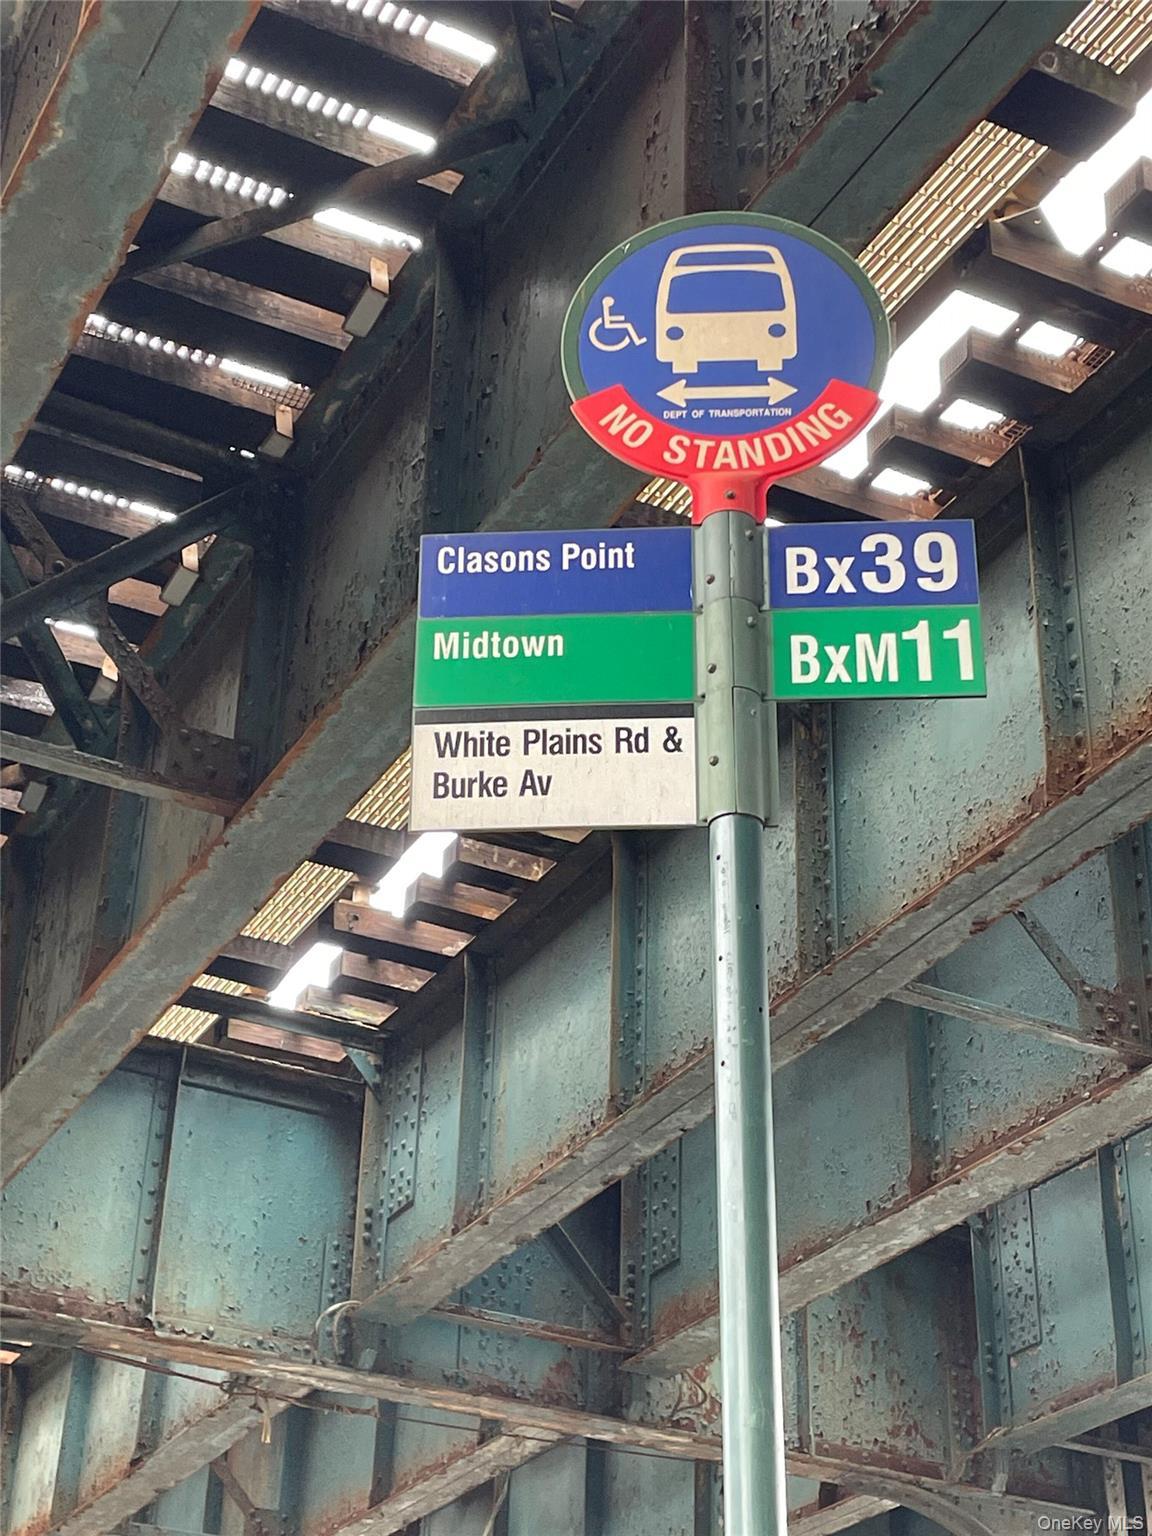 DEPT OF TRANSPORTATION
NO STANDING
Clasons Point Bx39
Midtown BxM11
White Plains Rd &
Burke Av
OneKey MLS